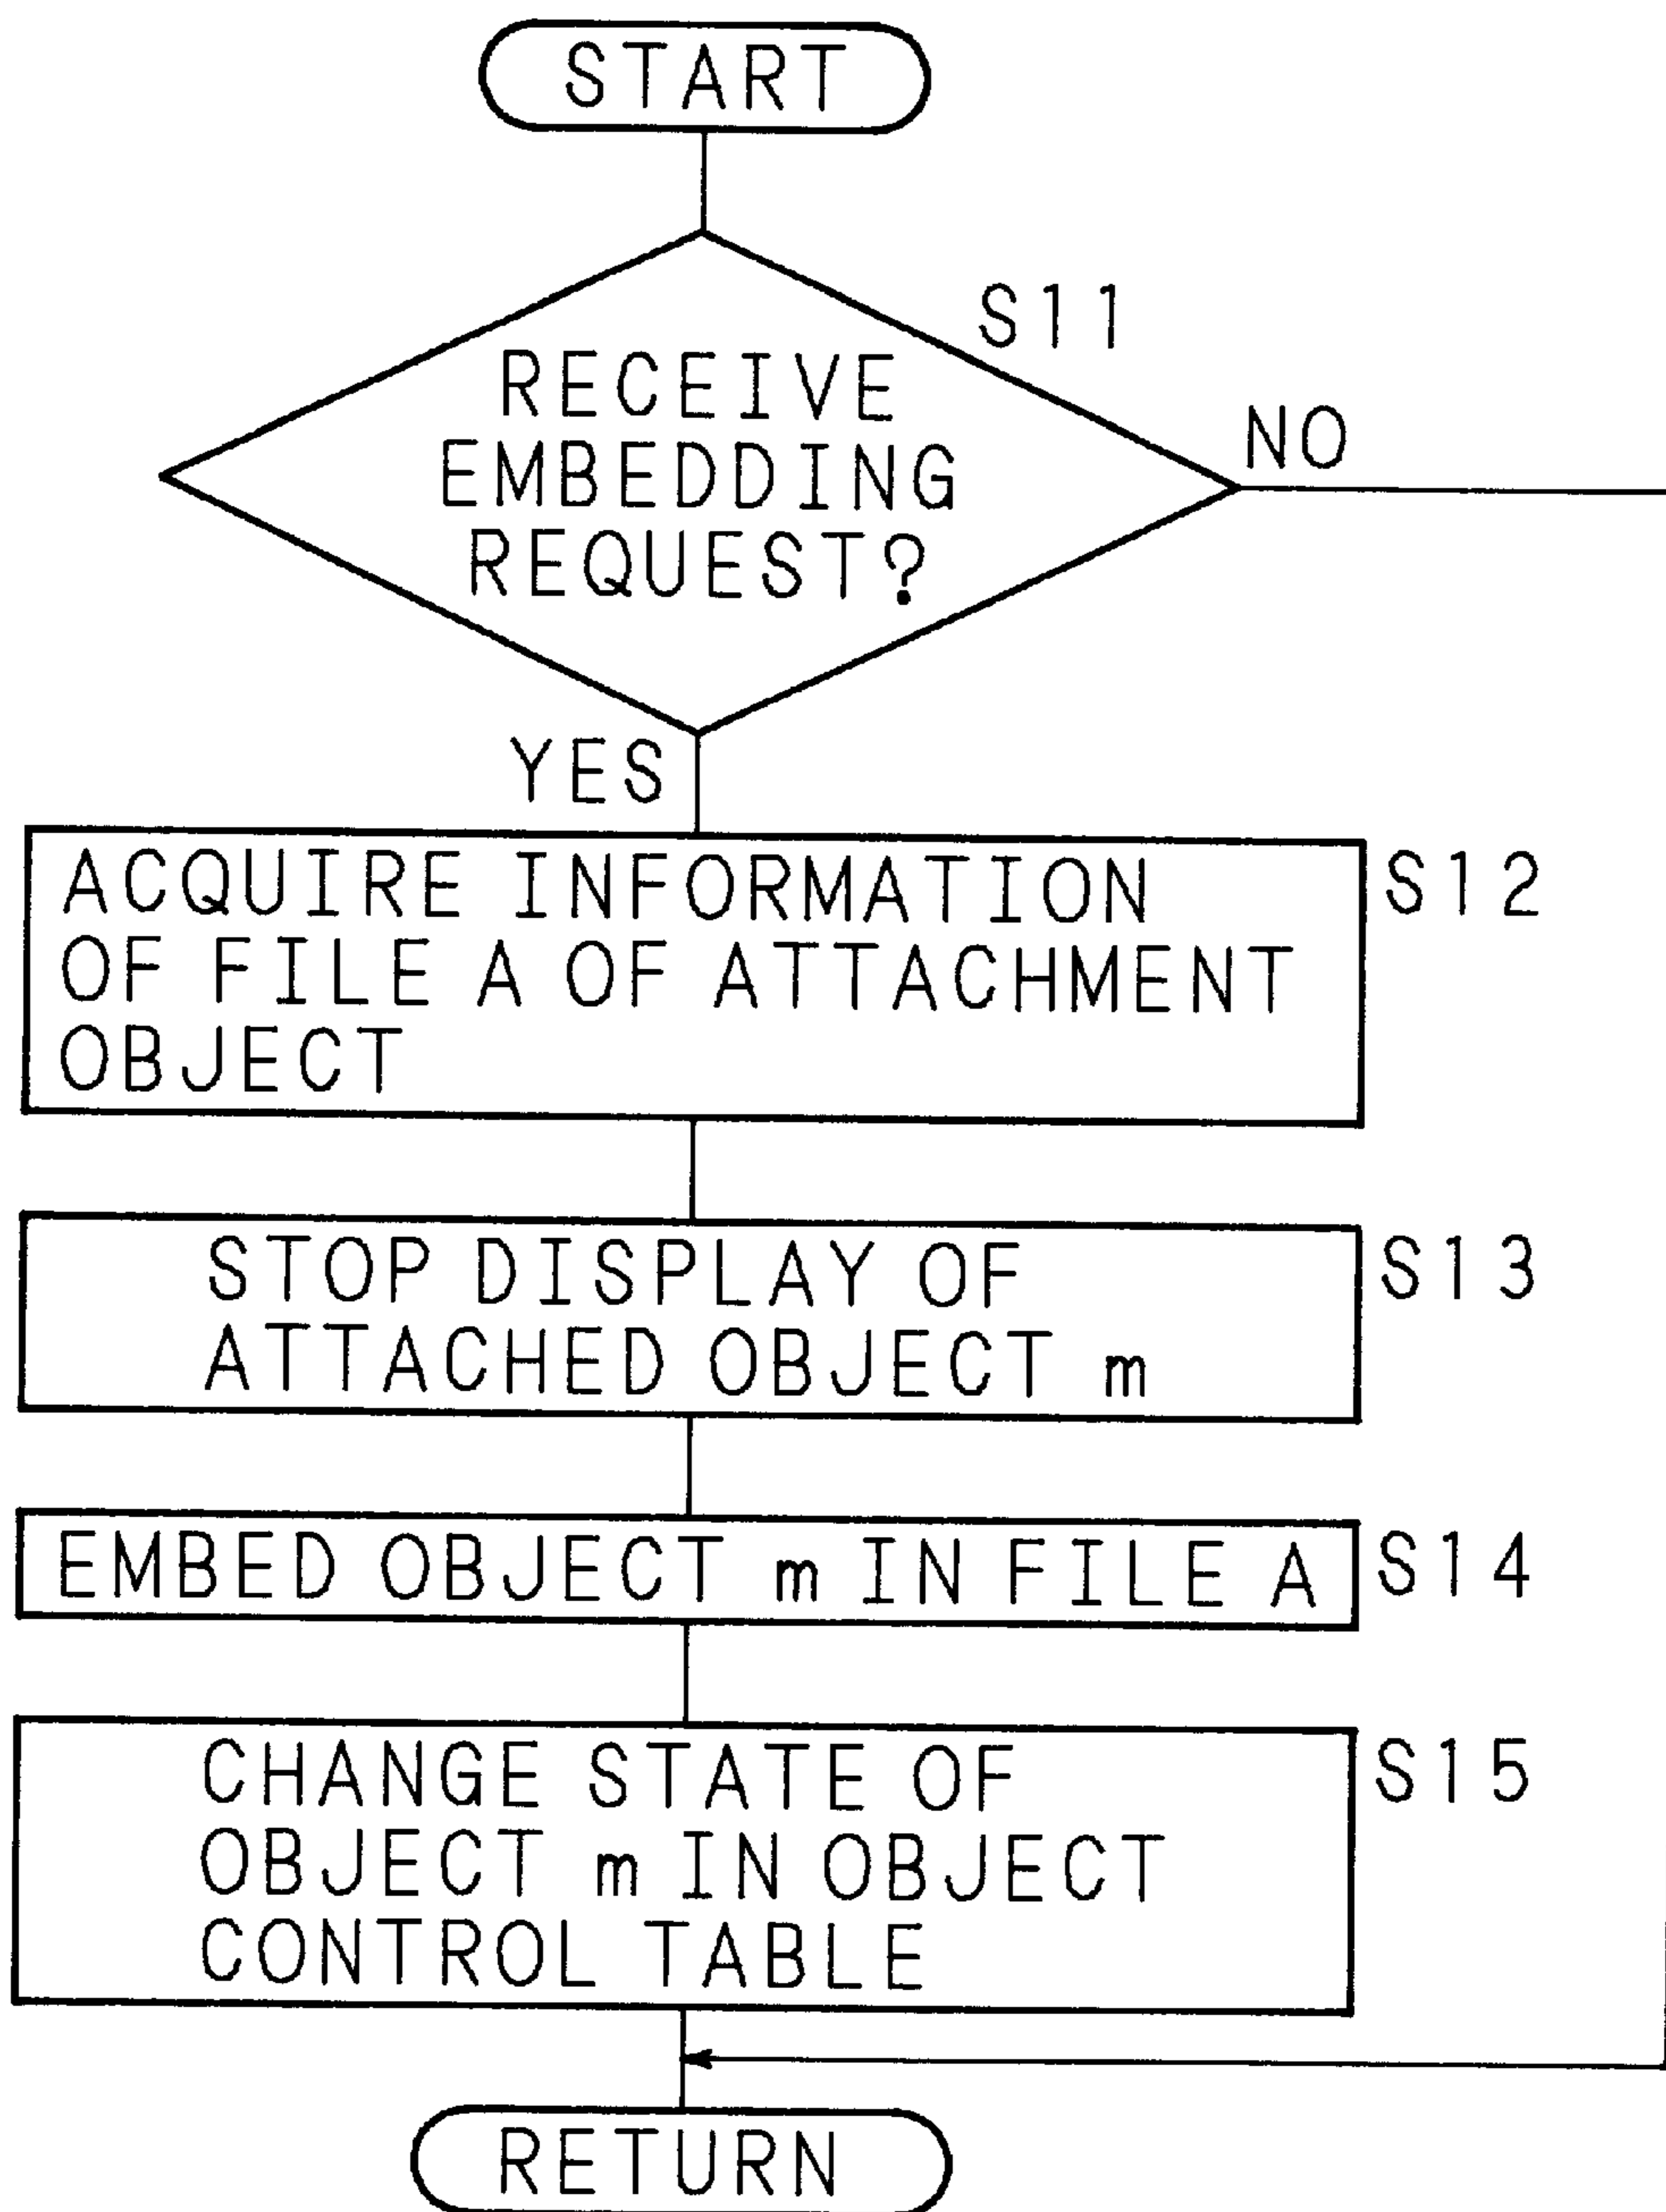 START
S11
RECEIVE
EMBEDDING
REQUEST?
NO
YES
ACQUIRE INFORMATION
OF FILE A OF ATTACHMENT
OBJECT
S12
STOP DISPLAY OF
ATTACHED OBJECT m
S13
EMBED OBJECT m IN FILE A
S14
CHANGE STATE OF
OBJECT m IN OBJECT
CONTROL TABLE
S15
RETURN